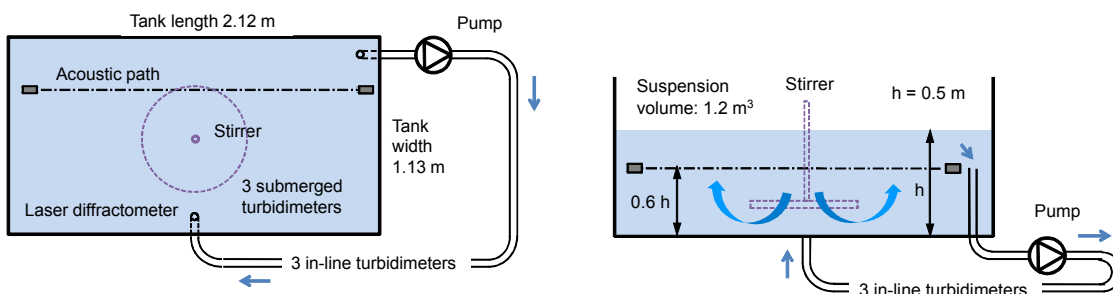 Tank length 2.12 m
Pump
Acoustic path
Stirrer
Tank
width
1.13 m
3 submerged
turbidimeters
Laser diffractometer
3 in-line turbidimeters
Suspension
volume: 1.2 m³
Stirrer
h = 0.5 m
0.6 h
h
Pump
3 in-line turbidimeters